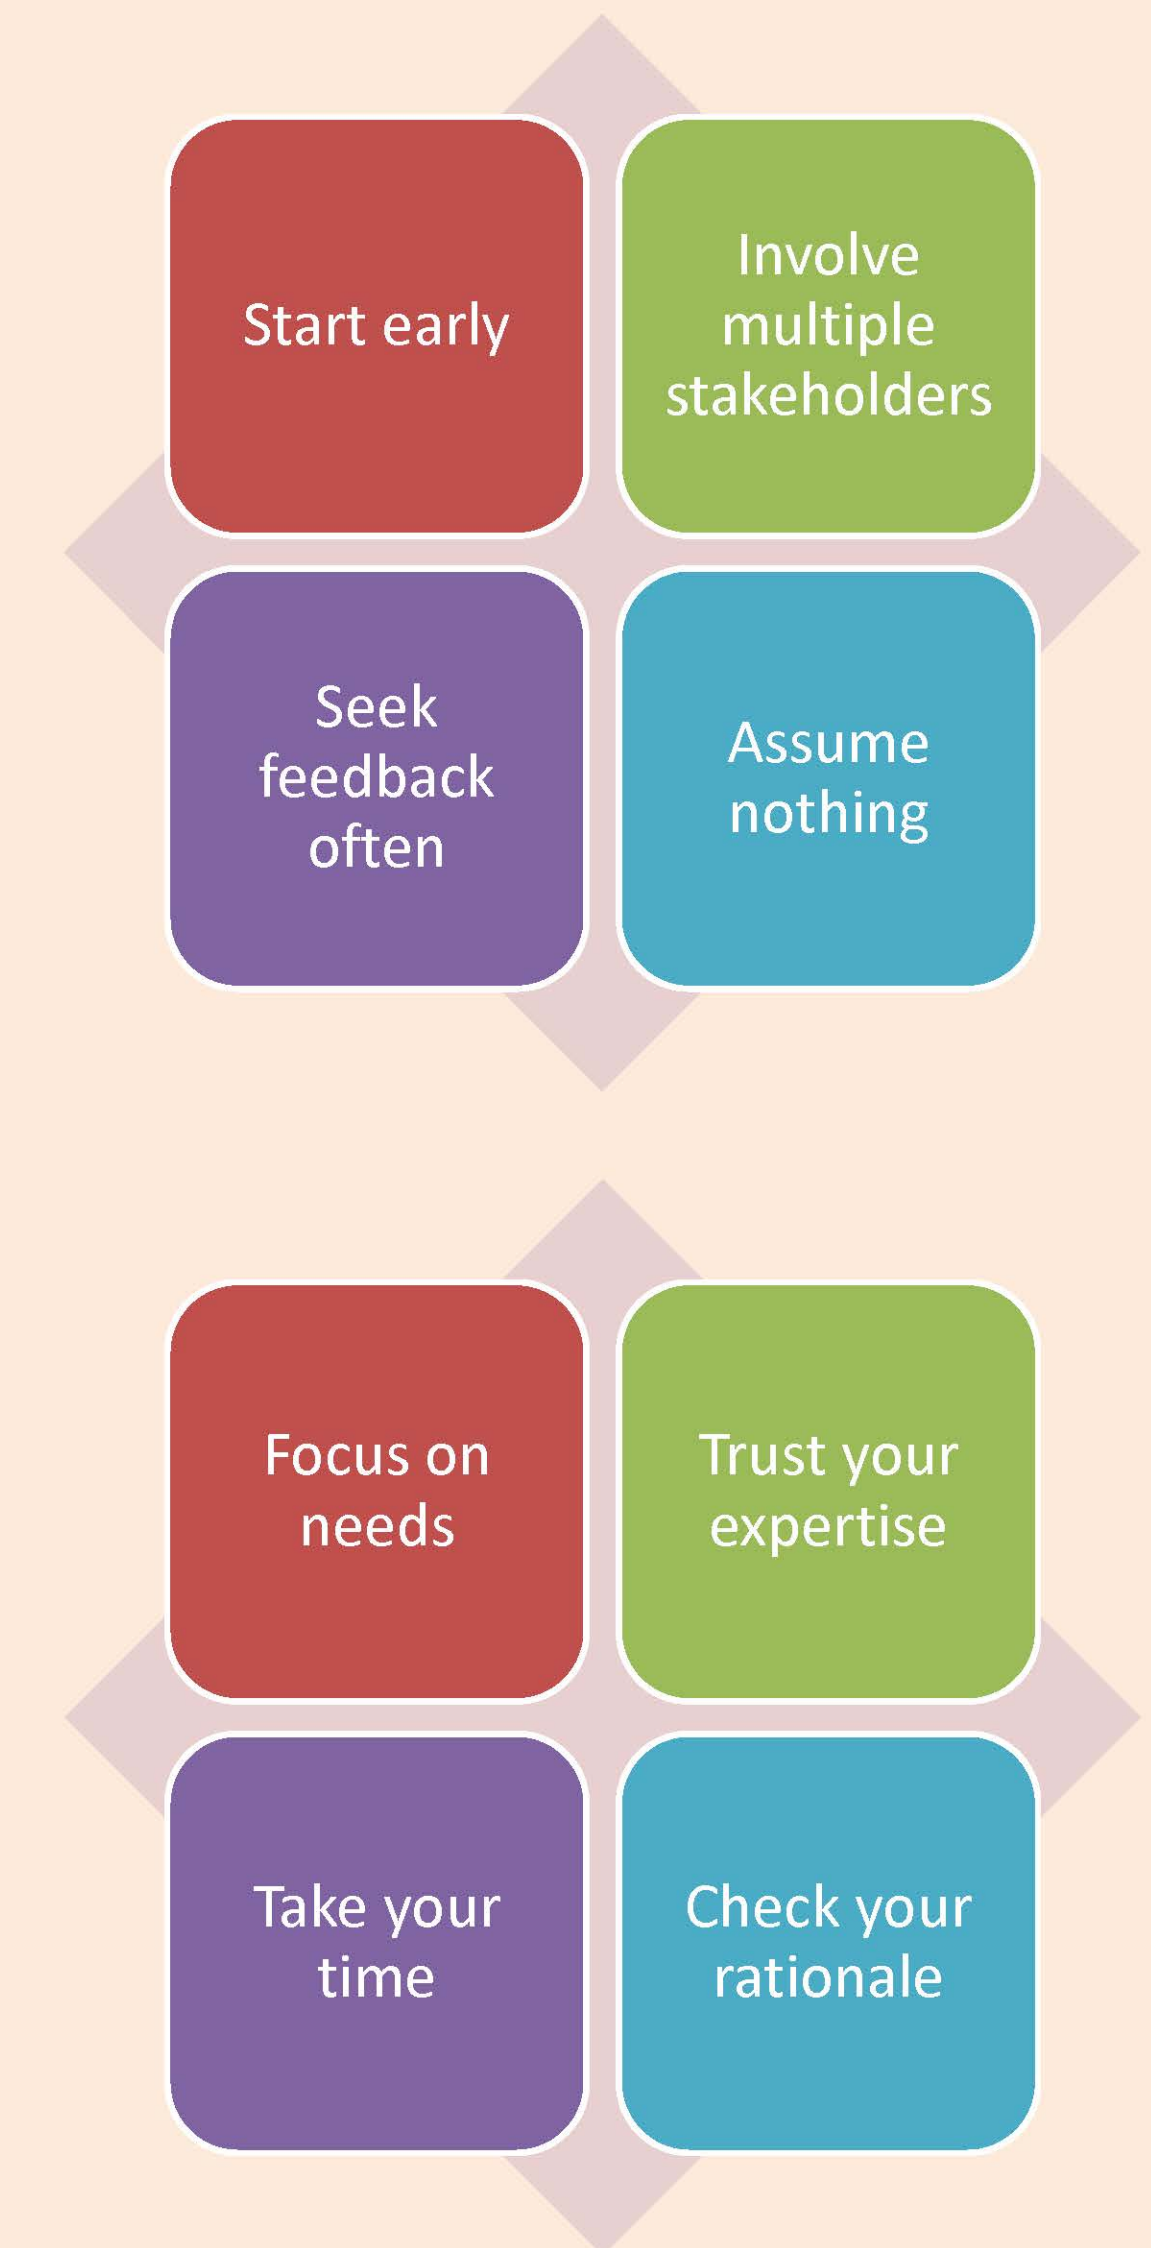 Start early
Involve
multiple
stakeholders
Seek
feedback
often
Assume
nothing
Focus on
needs
Trust your
expertise
Take your
time
Check your
rationale